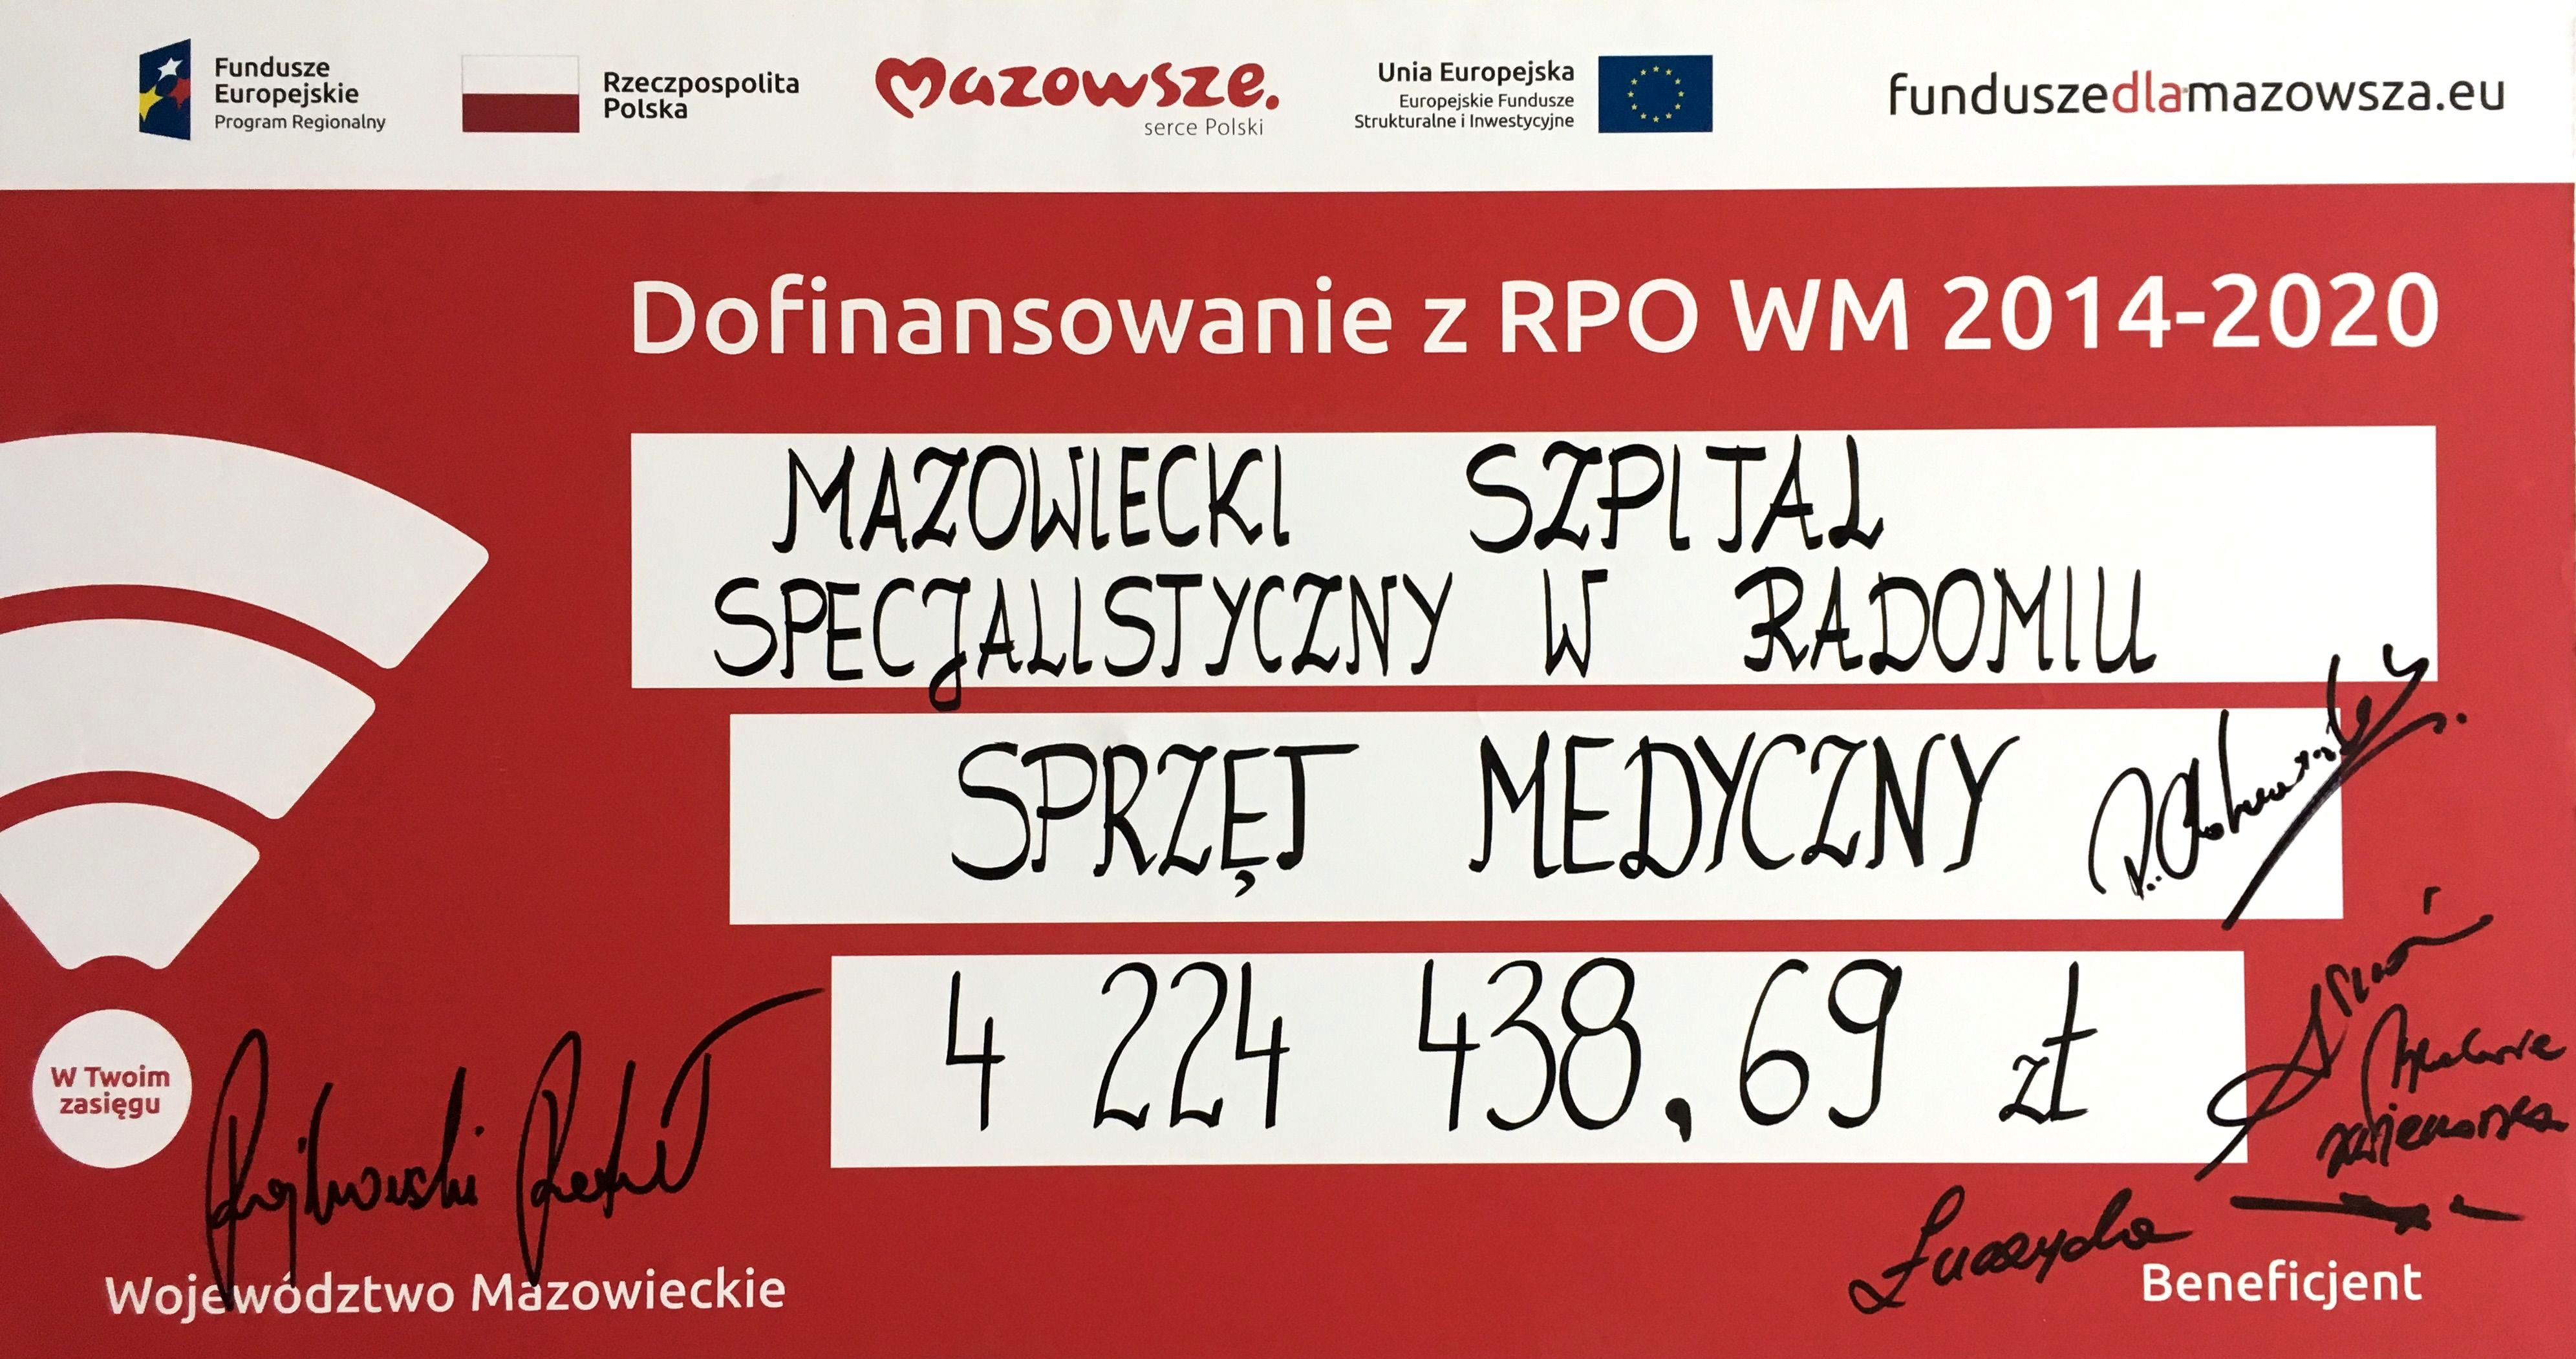 Fundusze
Europejskie
Program Regionalny
Rzeczpospolita
Polska
mazowsze.
serce Polski
Unia Europejska
Europejskie Fundusze
Strukturalne i Inwestycyjne
funduszedlamazowsza.eu
Dofinansowanie z RPO WM 2014-2020
MAZOWIECKI SZPITAL
SPECJALISTYCZNY W RADOMIU
SPRZĘT MEDYCZNY
4 224 438,69 zł
W Twoim
zasięgu
Rajkowski Rafał
Województwo Mazowieckie
Beneficjent